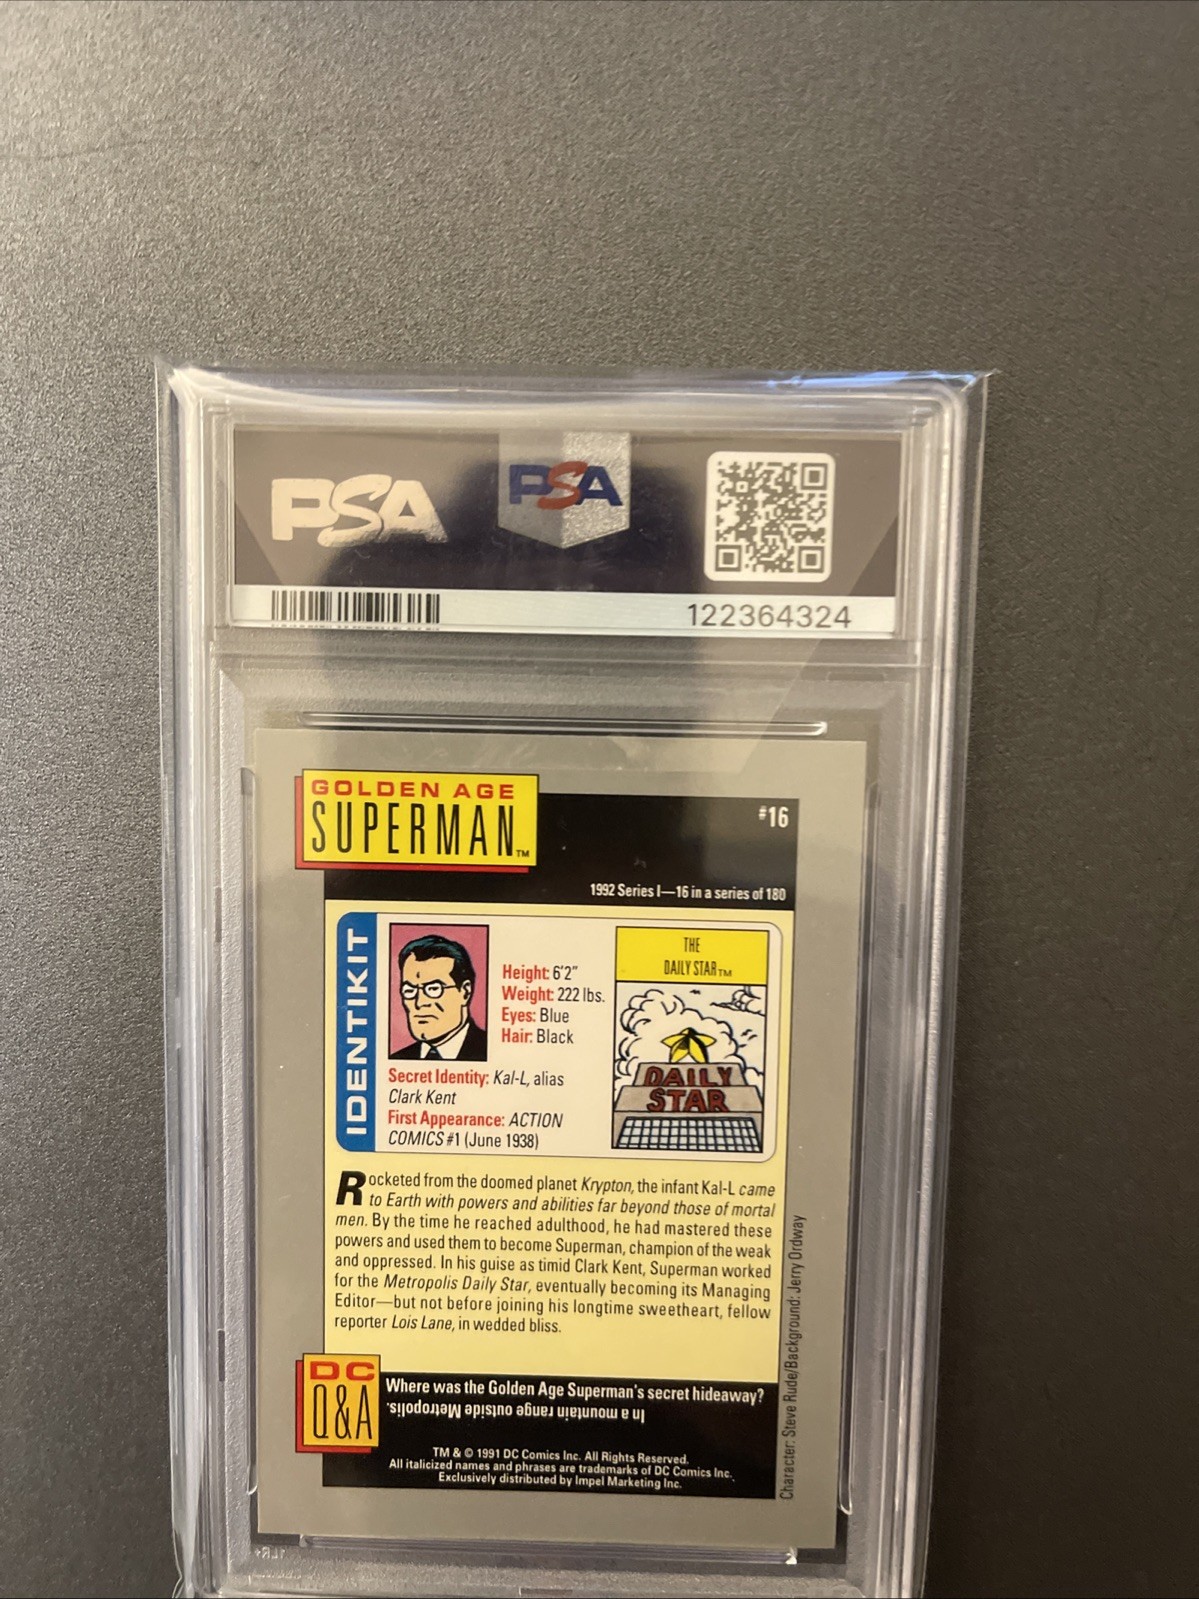 PSA
PSA
122364324
GOLDEN AGE
SUPERMAN™
#16
1992 Series I—16 in a series of 180
IDENTIKIT
Height: 6'2"
Weight: 222 lbs.
Eyes: Blue
Hair: Black
Secret Identity: Kal-L, alias
Clark Kent
First Appearance: ACTION
COMICS #1 (June 1938)
THE
DAILY STAR™
DAILY
STAR
Rocketed from the doomed planet Krypton, the infant Kal-L came
to Earth with powers and abilities far beyond those of mortal
men. By the time he reached adulthood, he had mastered these
powers and used them to become Superman, champion of the weak
and oppressed. In his guise as timid Clark Kent, Superman worked
for the Metropolis Daily Star, eventually becoming its Managing
Editor—but not before joining his longtime sweetheart, fellow
reporter Lois Lane, in wedded bliss.
DC
Q&A
Where was the Golden Age Superman's secret hideaway?
In a mountain range outside Metropolis.
TM & © 1991 DC Comics Inc. All Rights Reserved.
All italicized names and phrases are trademarks of DC Comics Inc.
Exclusively distributed by Impel Marketing Inc.
Character: Steve Rude/Background: Jerry Ordway